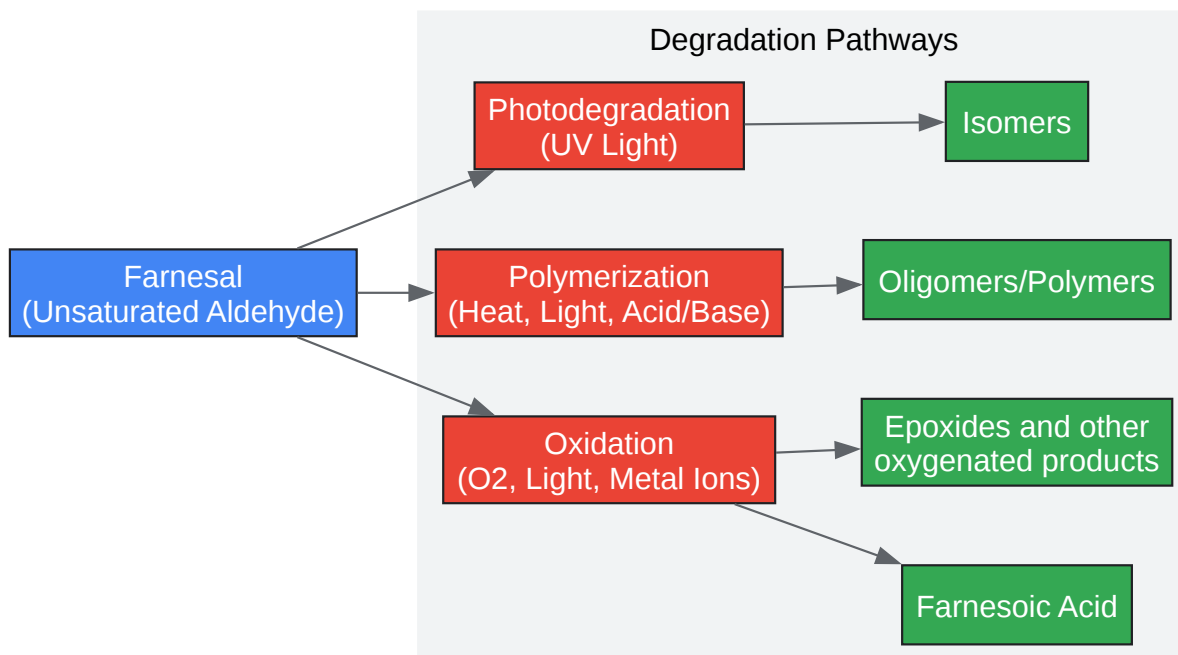 Degradation Pathways
Photodegradation
(UV Light)
Isomers
Farnesal
(Unsaturated Aldehyde)
Polymerization
(Heat, Light, Acid/Base)
Oligomers/Polymers
Oxidation
(O2, Light, Metal Ions)
Epoxides and other
oxygenated products
Farnesoic Acid